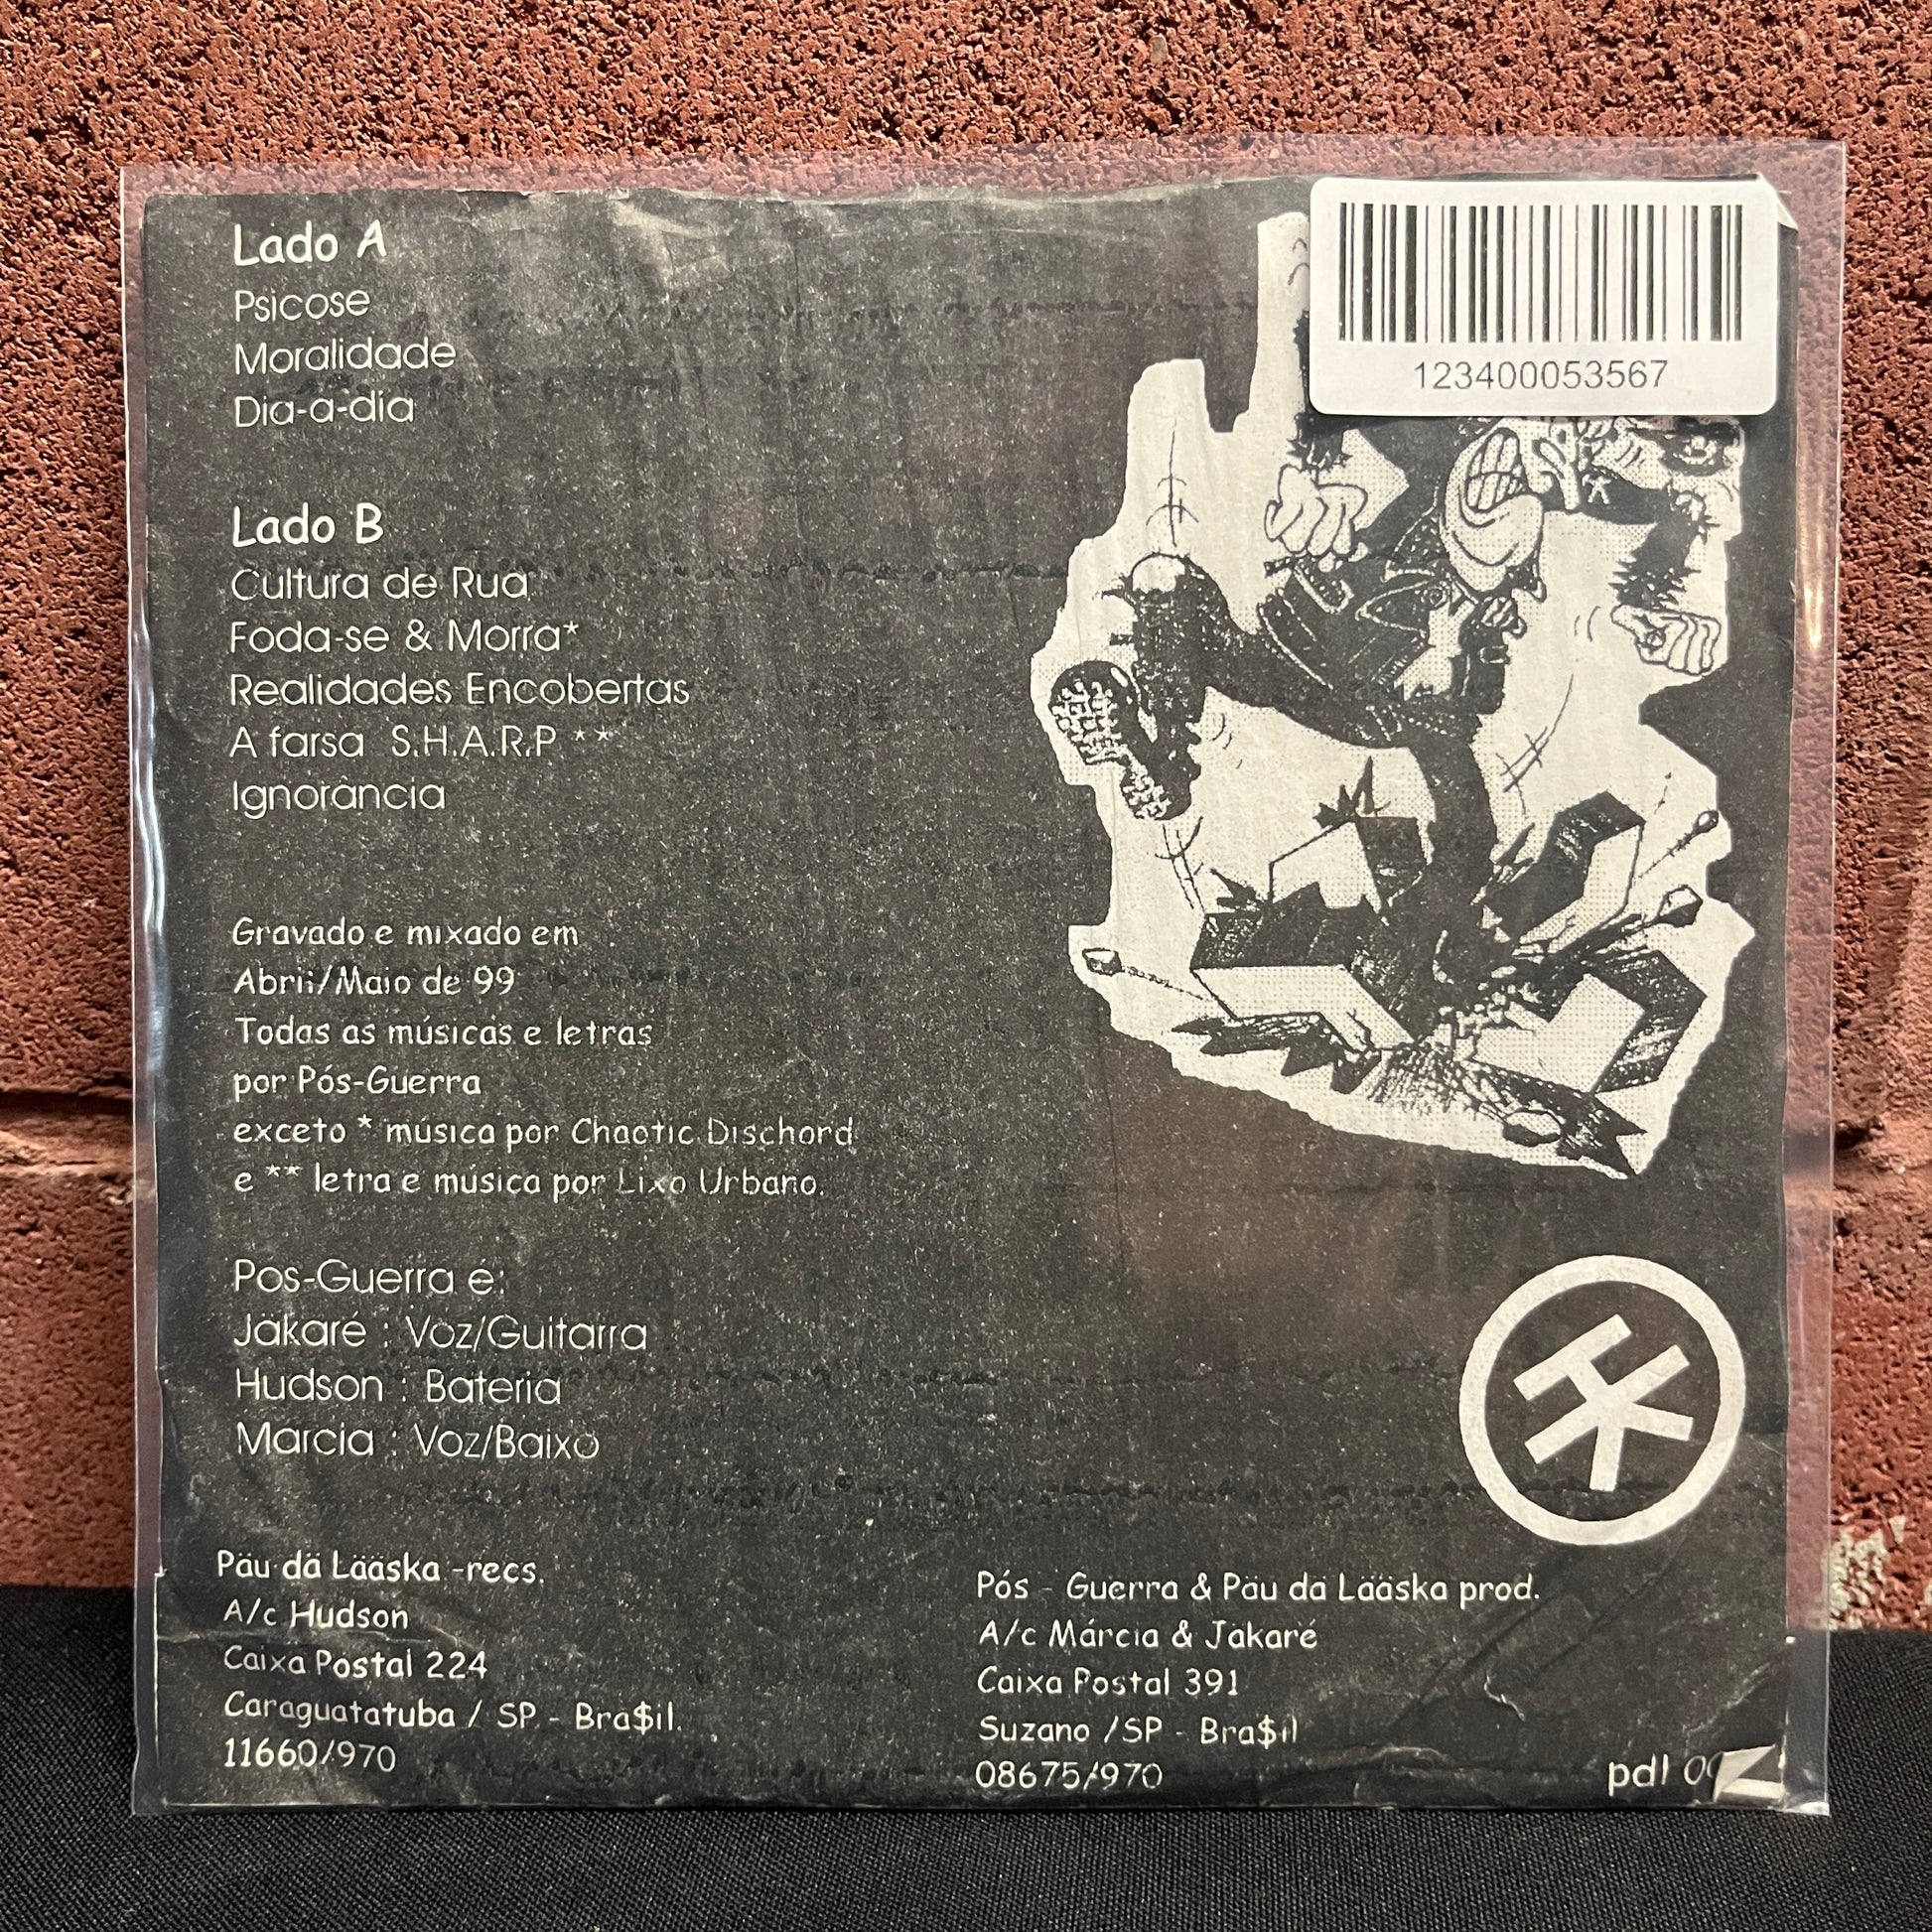 123400053567
Lado A
Psicose
Moralidade
Dia-a-dia
Lado B
Cultura de Rua
Foda-se & Morra*
Realidades Encobertas
A farsa S.H.A.R.P **
Ignorância
Gravado e mixado em
Abril/Maio de 99
Todas as músicas e letras
por Pós-Guerra
exceto * música por Chaotic Dischord
e ** letra e música por Lixo Urbano.
Pos-Guerra é:
Jäkaré : Voz/Guitarra
Hudson : Bateria
Marcia : Voz/Baixo
Päu dä Lääska -recs.
A/c Hudson
Caixa Postal 224
Caraguatatuba / SP - Bra$il.
11660/970
Pós - Guerra & Päu dä Lääska prod.
A/c Márcia & Jäkaré
Caixa Postal 391
Suzano /SP - Bra$il
08675/970
pdl